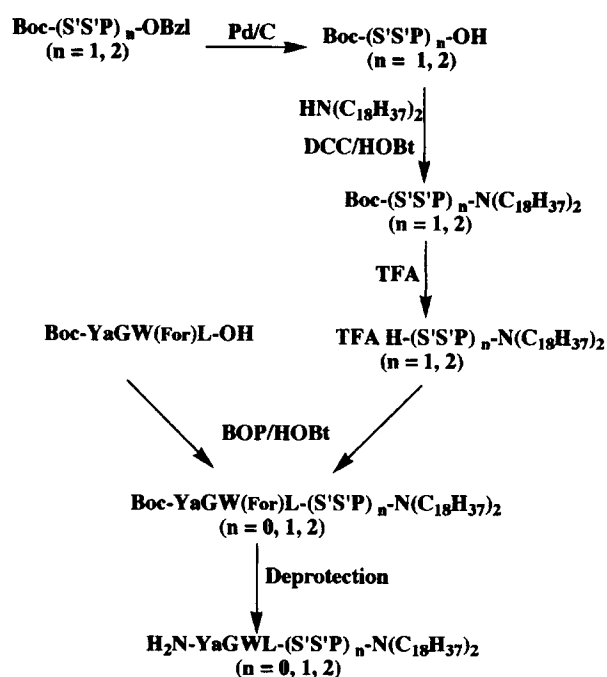 Boc-(S'S'P) n-OBzl
(n = 1, 2)
Pd/C
Boc-(S'S'P) n-OH
(n = 1, 2)
HN(C18H37)2
DCC/HOBt
Boc-(S'S'P) n-N(C18H37)2
(n = 1, 2)
TFA
Boc-YaGW(For)L-OH
TFA H-(S'S'P) n-N(C18H37)2
(n = 1, 2)
BOP/HOBt
Boc-YaGW(For)L-(S'S'P) n-N(C18H37)2
(n = 0, 1, 2)
Deprotection
H2N-YaGWL-(S'S'P) n-N(C18H37)2
(n = 0, 1, 2)